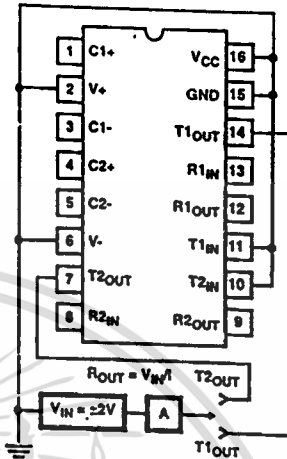 1 C1+ VCC 16
2 V+ GND 15
3 C1- T1OUT 14
4 C2+ R1IN 13
5 C2- R1OUT 12
6 V- T1IN 11
7 T2OUT T2IN 10
8 R2IN R2OUT 9
ROUT = VIN/I T2OUT
VIN = ±2V A
T1OUT